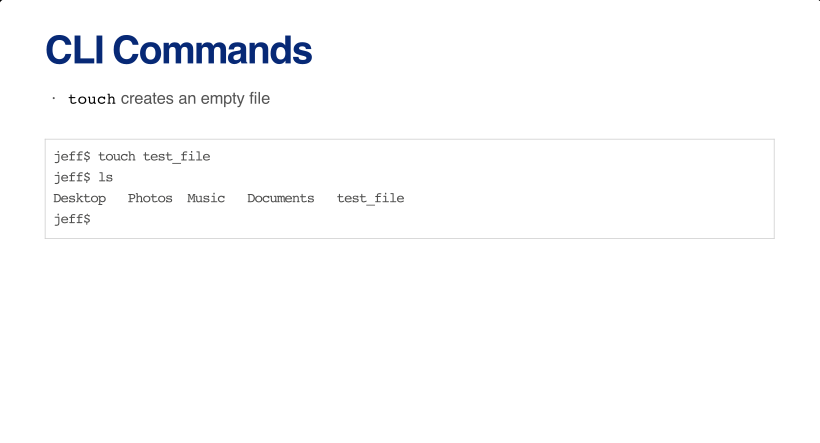 CLI Commands
· touch creates an empty file
jeff$ touch test_file
jeff$ ls
Desktop   Photos  Music   Documents   test_file
jeff$